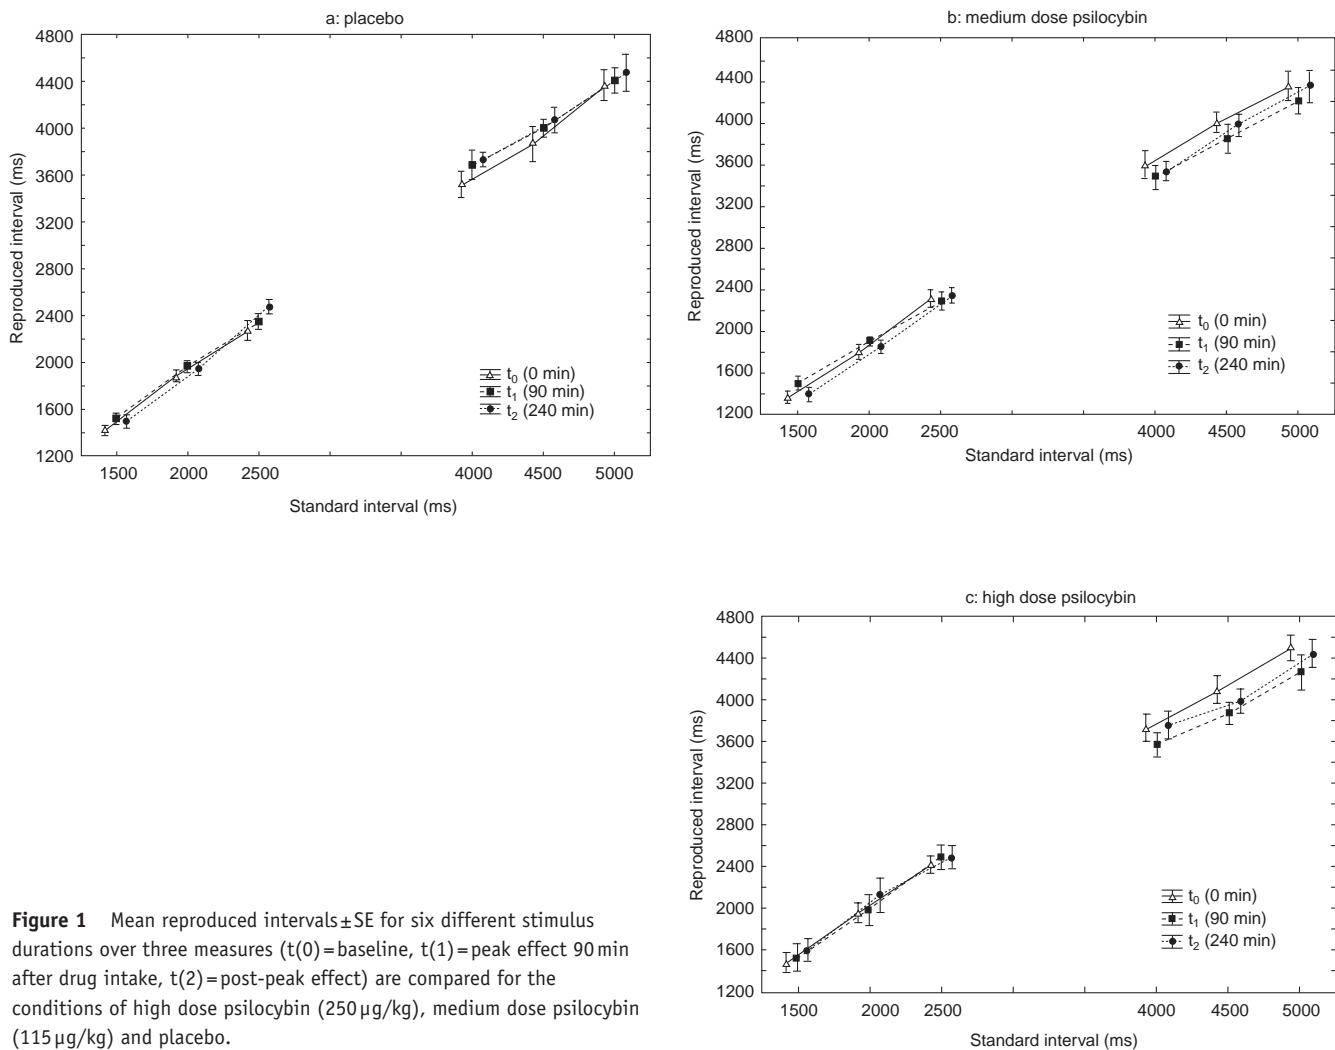 a: placebo
4800
4400
4000
3600
3200
2800
2400
2000
1600
1200
Reproduced interval (ms)
1500 2000 2500 4000 4500 5000
Standard interval (ms)
t0 (0 min)
t1 (90 min)
t2 (240 min)
b: medium dose psilocybin
4800
4400
4000
3600
3200
2800
2400
2000
1600
1200
Reproduced interval (ms)
1500 2000 2500 4000 4500 5000
Standard interval (ms)
t0 (0 min)
t1 (90 min)
t2 (240 min)
c: high dose psilocybin
4800
4400
4000
3600
3200
2800
2400
2000
1600
1200
Reproduced interval (ms)
1500 2000 2500 4000 4500 5000
Standard interval (ms)
t0 (0 min)
t1 (90 min)
t2 (240 min)
Figure 1 Mean reproduced intervals±SE for six different stimulus
durations over three measures (t(0)=baseline, t(1)=peak effect 90 min
after drug intake, t(2)=post-peak effect) are compared for the
conditions of high dose psilocybin (250 µg/kg), medium dose psilocybin
(115 µg/kg) and placebo.